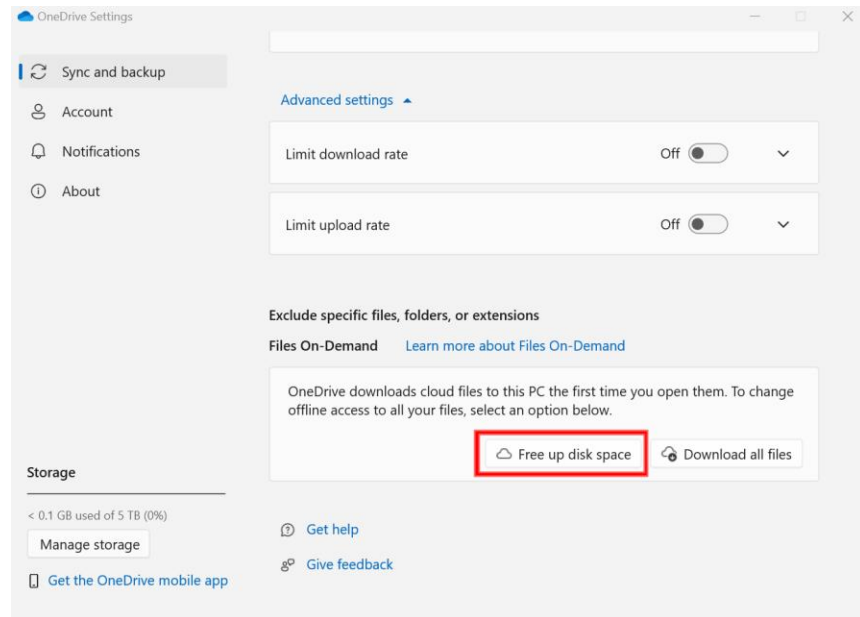 OneDrive Settings
Sync and backup
Account
Notifications
About
Storage
< 0.1 GB used of 5 TB (0%)
Manage storage
Get the OneDrive mobile app
Advanced settings
Limit download rate Off
Limit upload rate Off
Exclude specific files, folders, or extensions
Files On-Demand Learn more about Files On-Demand
OneDrive downloads cloud files to this PC the first time you open them. To change
offline access to all your files, select an option below.
Free up disk space Download all files
Get help
Give feedback